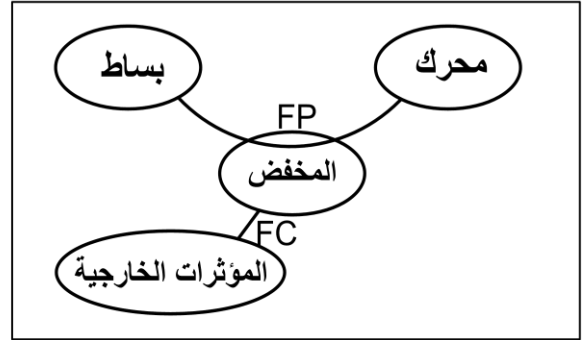 محرك
بساط
FP
المخفض
FC
المؤثرات الخارجية